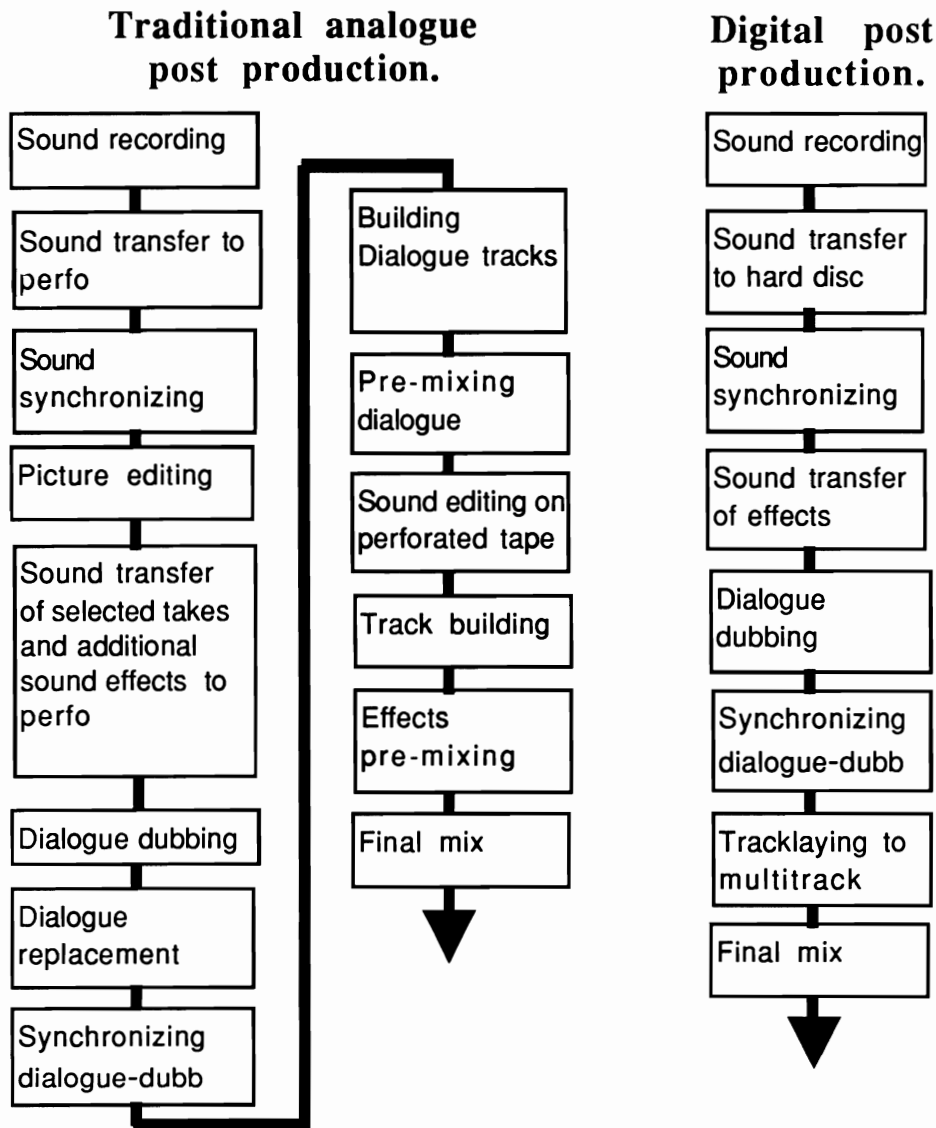 Traditional analogue
post production.
Sound recording
Sound transfer to
perfo
Sound
synchronizing
Picture editing
Sound transfer
of selected takes
and additional
sound effects to
perfo
Dialogue dubbing
Dialogue
replacement
Synchronizing
dialogue-dubb
Building
Dialogue tracks
Pre-mixing
dialogue
Sound editing on
perforated tape
Track building
Effects
pre-mixing
Final mix
Digital post
production.
Sound recording
Sound transfer
to hard disc
Sound
synchronizing
Sound transfer
of effects
Dialogue
dubbing
Synchronizing
dialogue-dubb
Tracklaying to
multitrack
Final mix